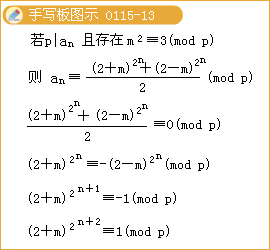 手写板图示 0115-13
若p|aₙ 且存在 m²≡3(mod p)
则 aₙ≡((2+m)^2^n+(2-m)^2^n)/2 (mod p)
((2+m)^2^n+(2-m)^2^n)/2 ≡0(mod p)
(2+m)^2^n≡-(2-m)^2^n(mod p)
(2+m)^2^(n+1)≡-1(mod p)
(2+m)^2^(n+2)≡1(mod p)